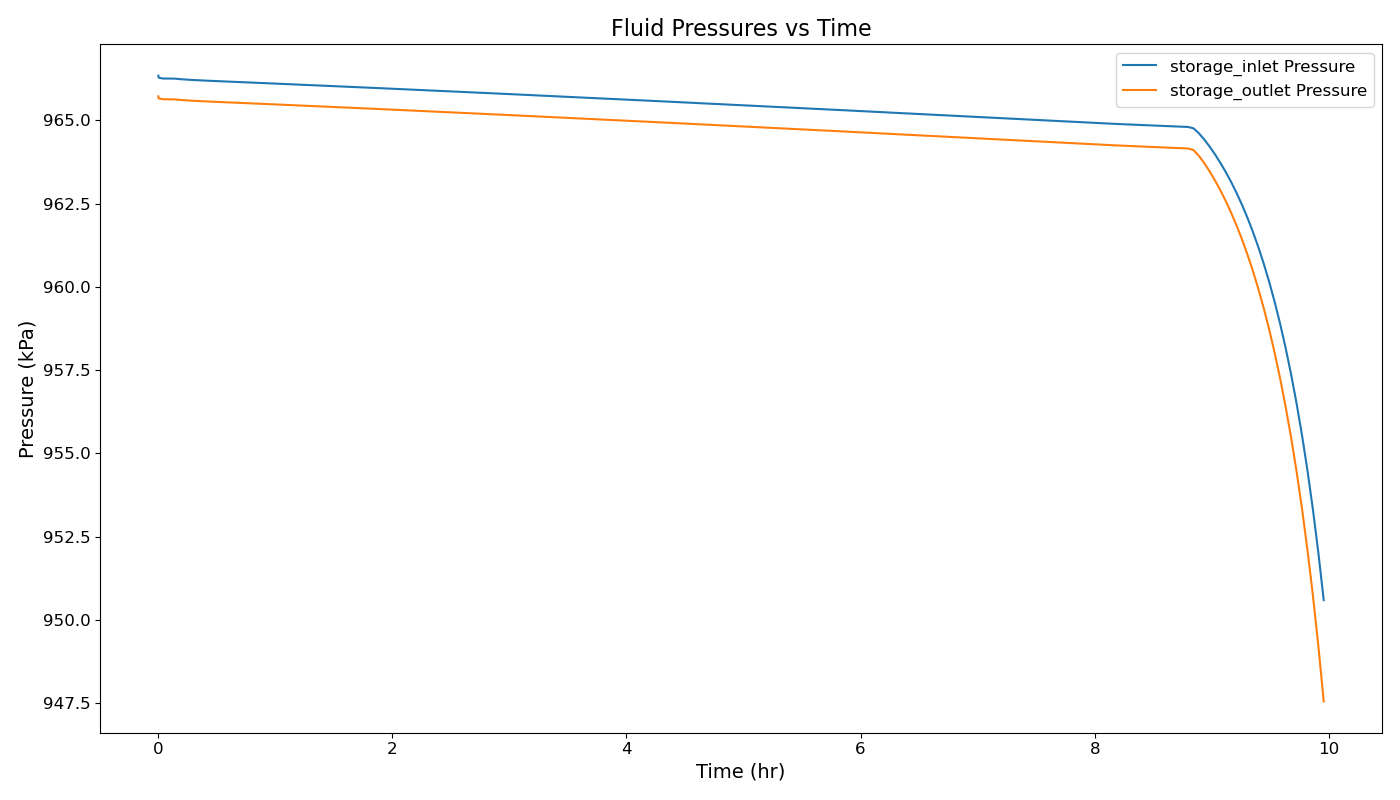 Fluid Pressures vs Time
storage_inlet Pressure
storage_outlet Pressure
Pressure (kPa)
965.0
962.5
960.0
957.5
955.0
952.5
950.0
947.5
0 2 4 6 8 10
Time (hr)